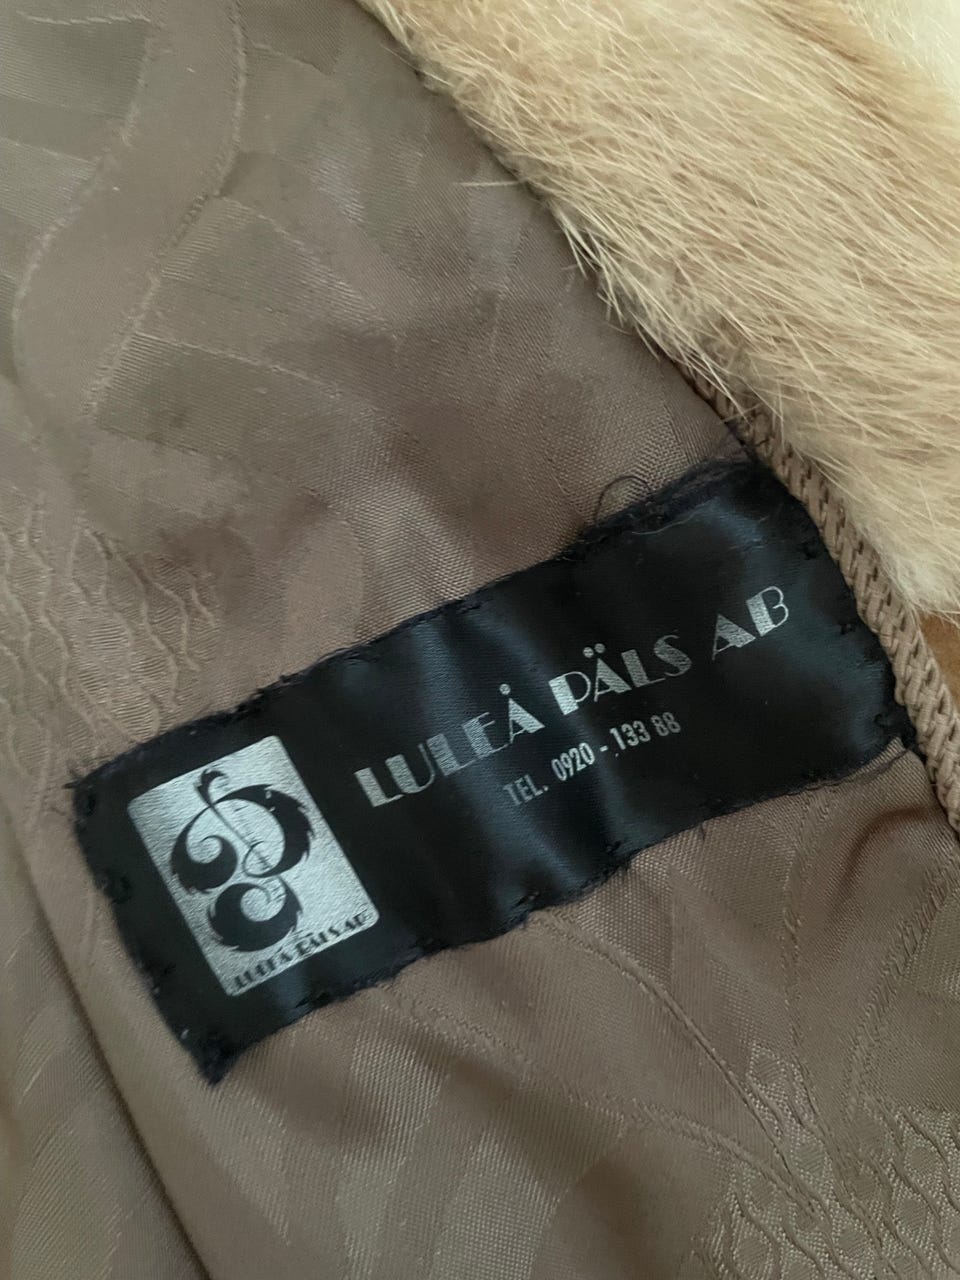 LULEÅ PÄLS AB
TEL. 0920 - 133 88
LULEÅ PÄLS AB